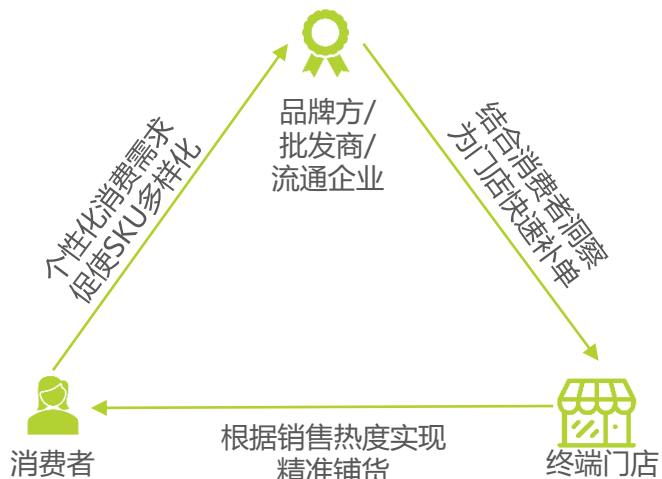 品牌方/
批发商/
流通企业
个性化消费需求
促使SKU多样化
结合消费者洞察
为门店快速补单
消费者
根据销售热度实现
精准铺货
终端门店